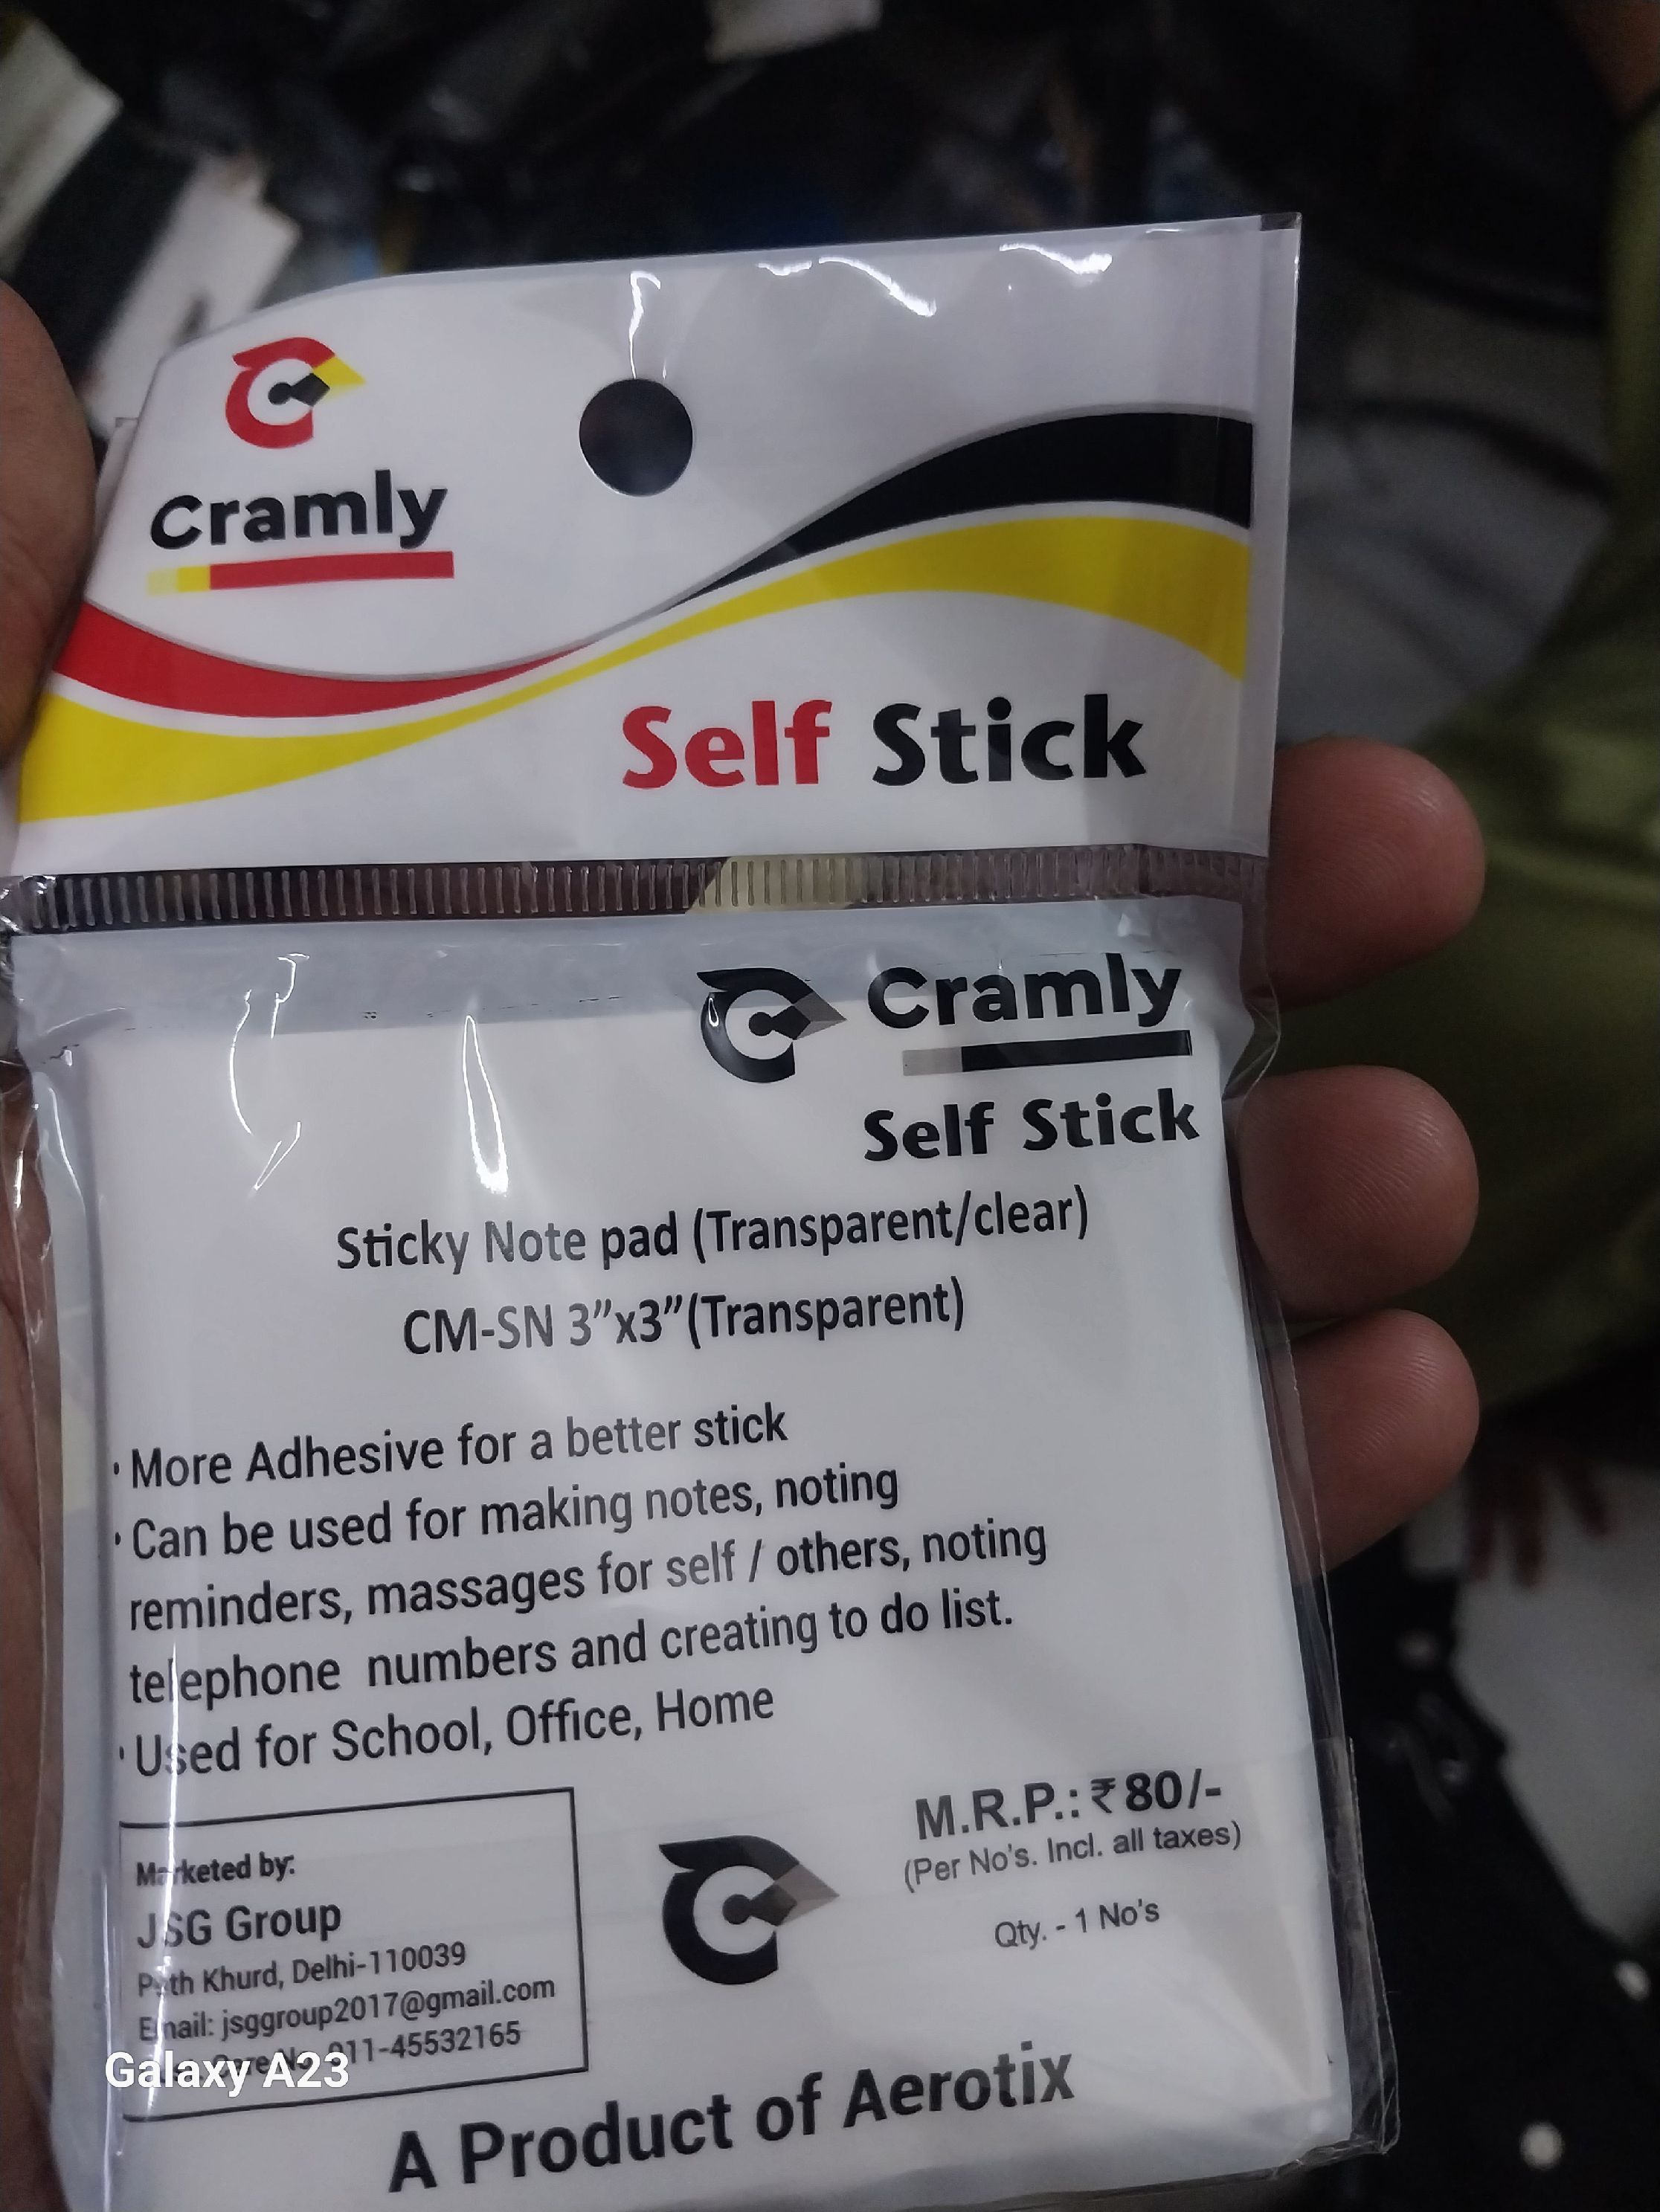 Cramly
Self Stick
Cramly
Self Stick
Sticky Note pad (Transparent/clear)
CM-SN 3”x3”(Transparent)
· More Adhesive for a better stick
· Can be used for making notes, noting
reminders, massages for self / others, noting
telephone numbers and creating to do list.
· Used for School, Office, Home
Marketed by:
JSG Group
Khurd, Delhi-110039
Email: jsggroup2017@gmail.com
Care No. 011-45532165
M.R.P.: ₹ 80/-
(Per No's. Incl. all taxes)
Qty. - 1 No's
A Product of Aerotix
Galaxy A23